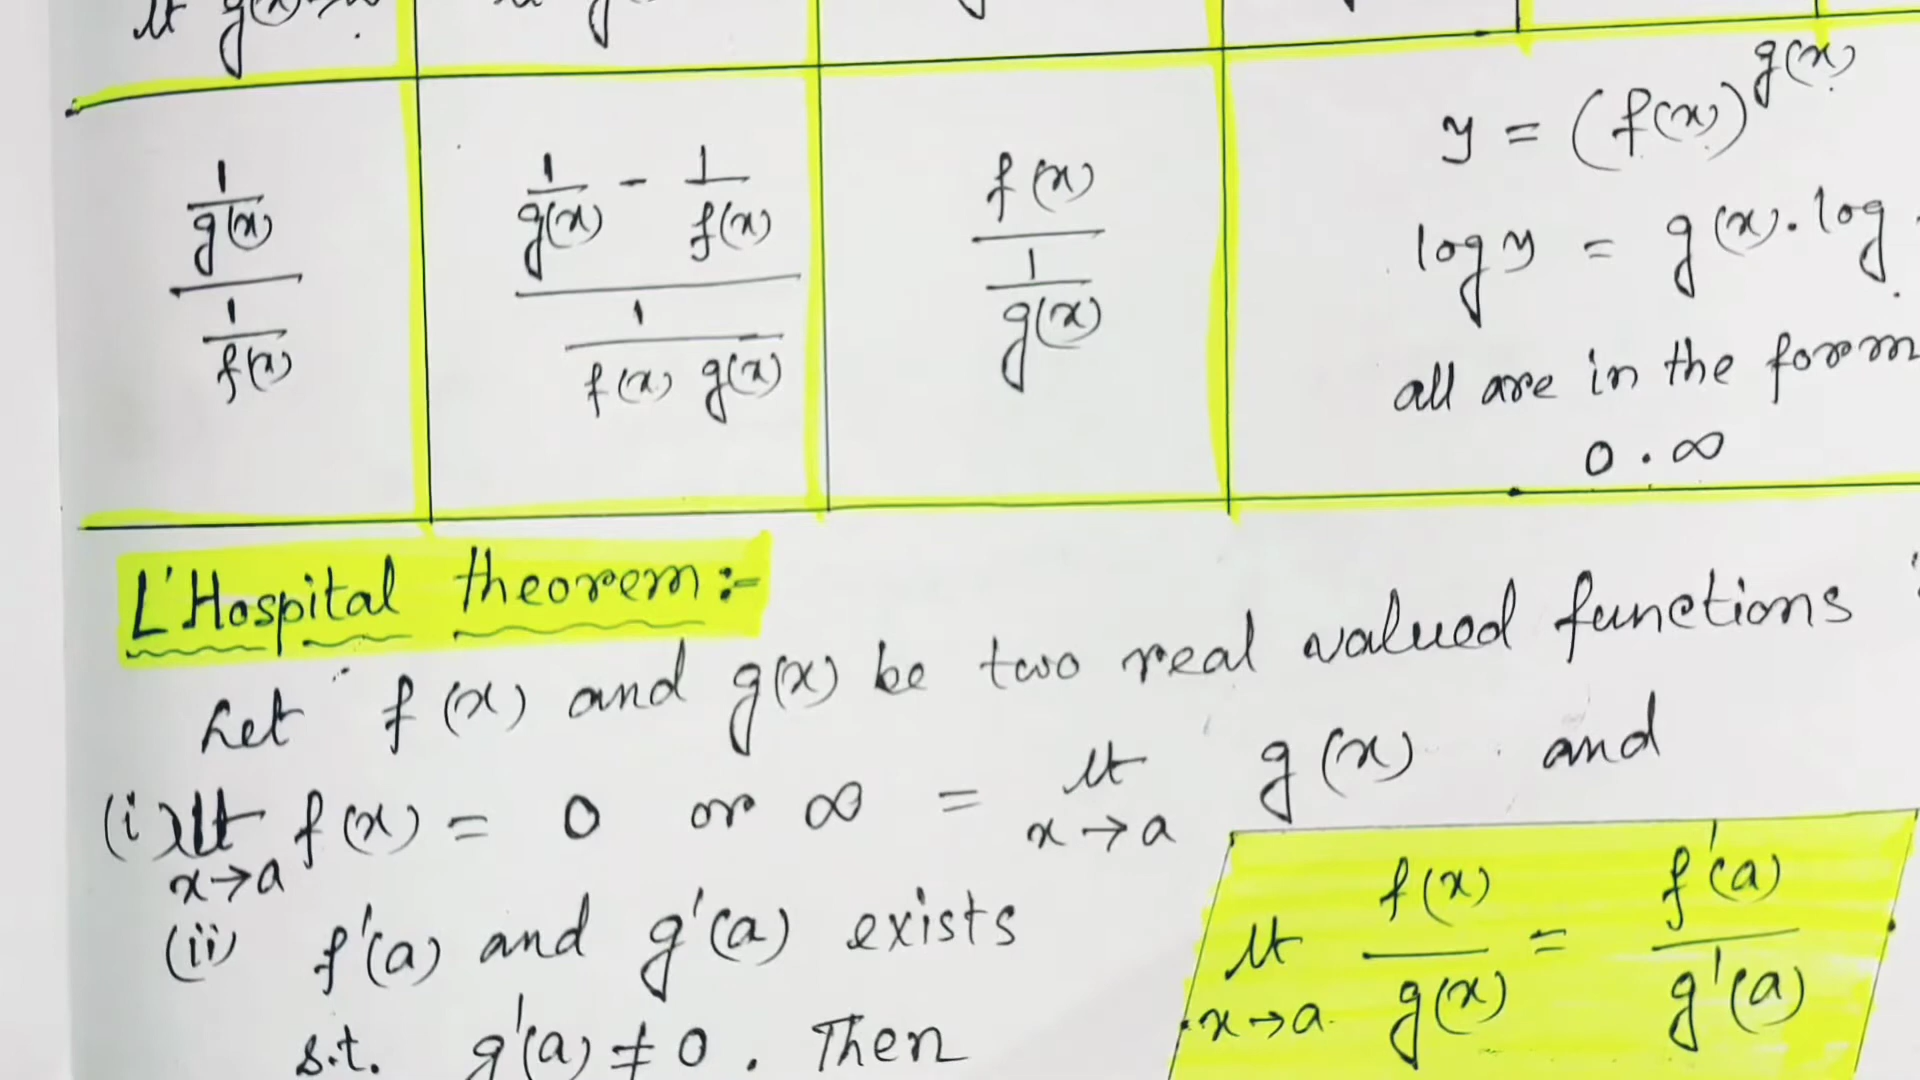 lt g(x)
1/g(x) / 1/f(x)
1/g(x) - 1/f(x) / 1/f(x) g(x)
f(x) / 1/g(x)
y = (f(x))^g(x)
log y = g(x).log
all are in the form
0.∞
L'Hospital theorem:-
Let f(x) and g(x) be two real valued functions
(i) lt x→a f(x) = 0 or ∞ = lt x→a g(x) and
(ii) f'(a) and g'(a) exists
s.t. g'(a) ≠ 0. Then
lt x→a f(x)/g(x) = f'(a)/g'(a)